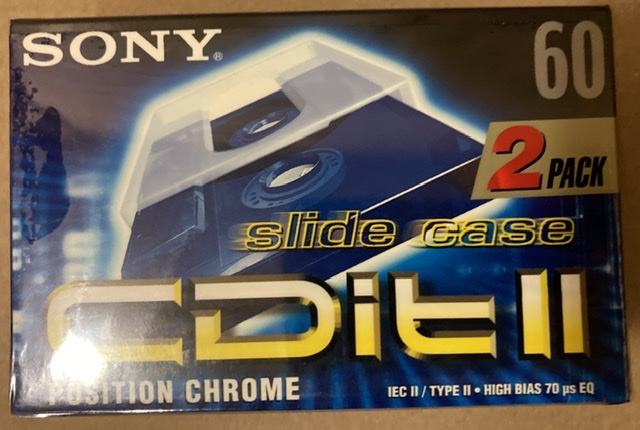 SONY®
60
2 PACK
slide case
CDit II
POSITION CHROME
IEC II / TYPE II • HIGH BIAS 70 µs EQ